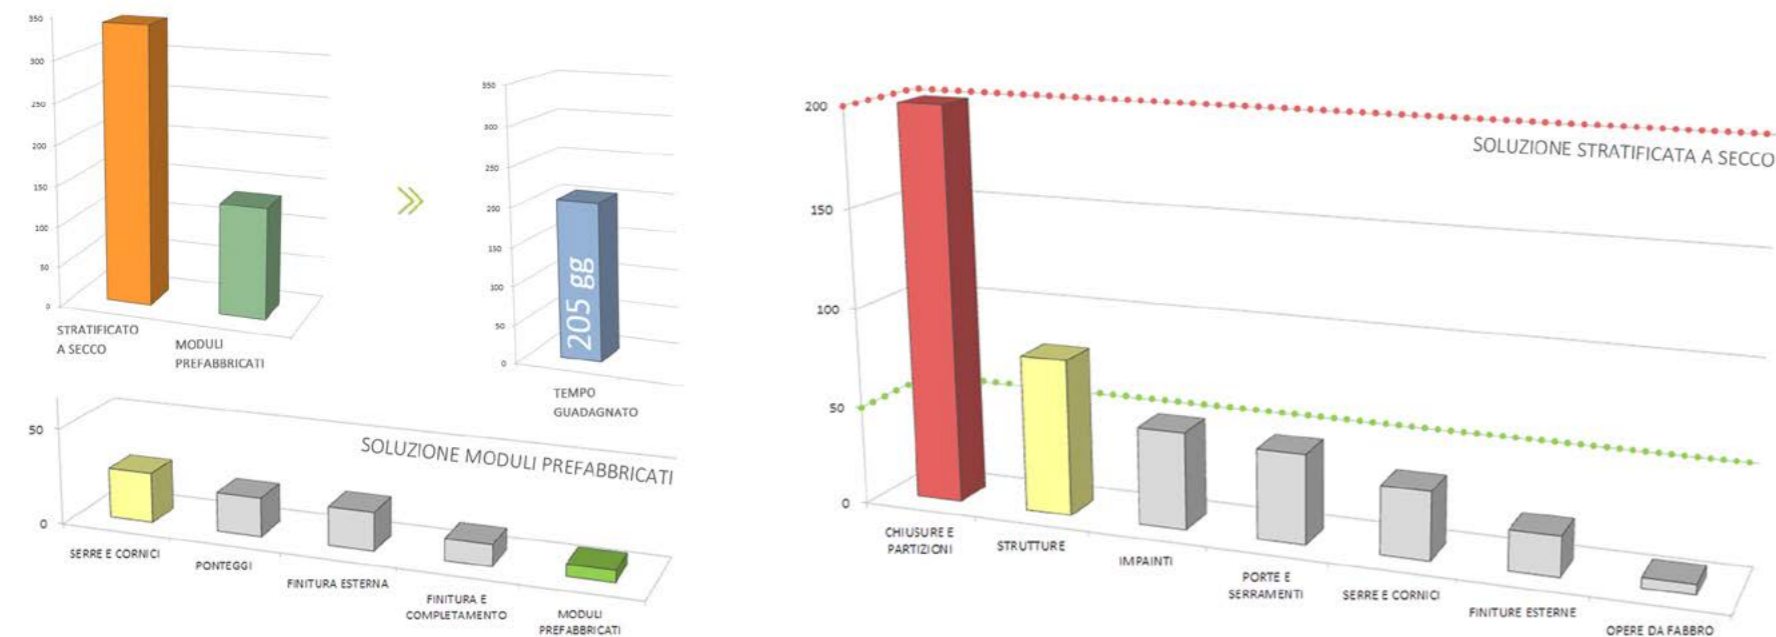 350
300
250
200
150
100
50
0
STRATIFICATO
A SECCO
MODULI
PREFABBRICATI
350
300
250
200
150
100
50
0
205 gg
TEMPO
GUADAGNATO
50
0
SOLUZIONE MODULI PREFABBRICATI
SERRE E CORNICI
PONTEGGI
FINITURA ESTERNA
FINITURA E
COMPLETAMENTO
MODULI
PREFABBRICATI
200
150
100
50
0
SOLUZIONE STRATIFICATA A SECCO
CHIUSURE E
PARTIZIONI
STRUTTURE
IMPAINTI
PORTE E
SERRAMENTI
SERRE E CORNICI
FINITURE ESTERNE
OPERE DA FABBRO